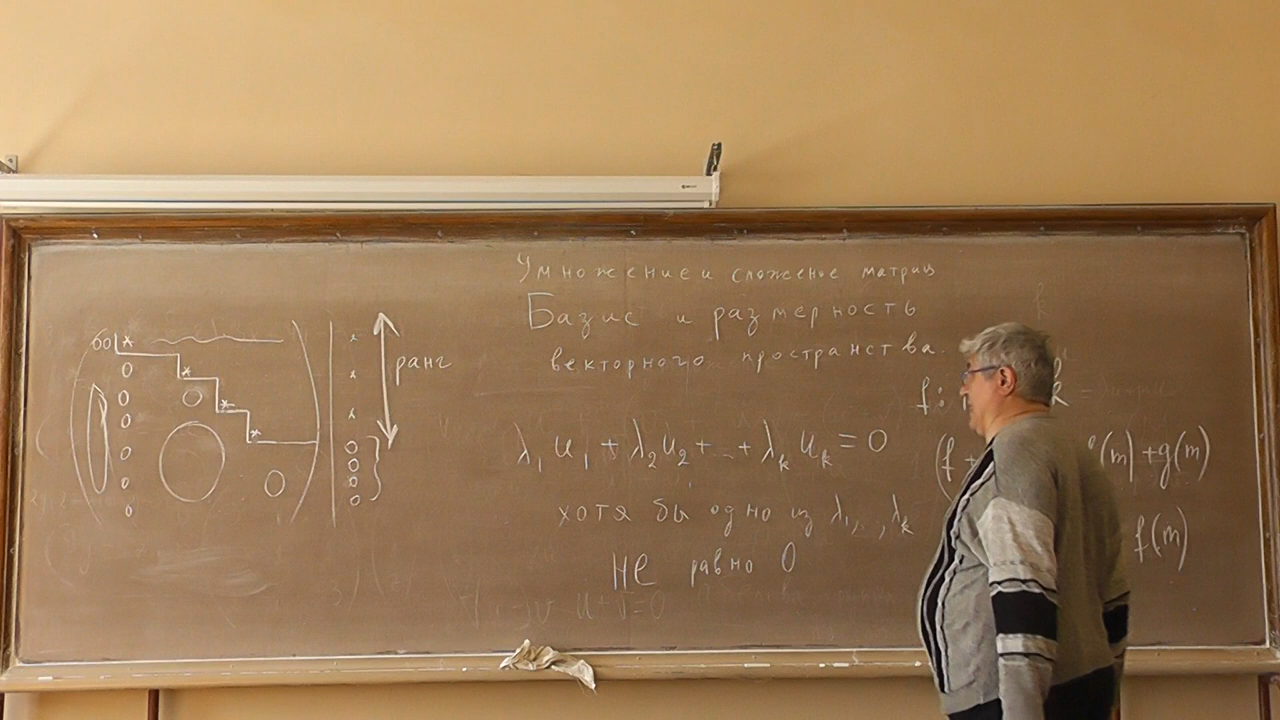 Умножение и сложение матриц
Базис и размерность
векторного пространства.
ранг
λ₁ u₁ + λ₂ u₂ + .. + λₖ uₖ = 0
хотя бы одно из λ₁, , λₖ
не равно 0
f:
(f +
(m) + g(m)
f(m)